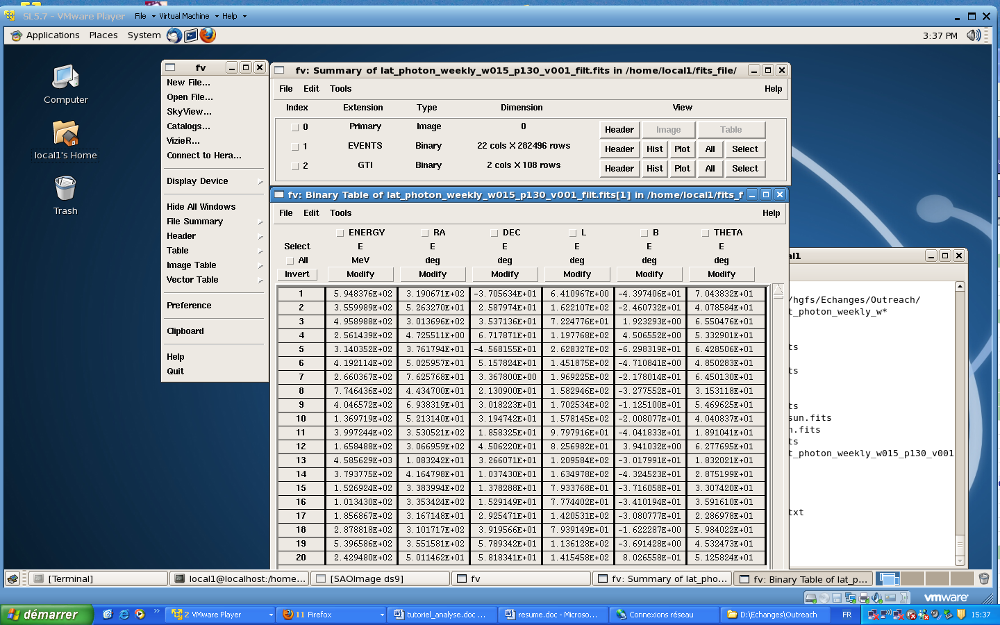 SL5.7 - VMware Player File Virtual Machine Help
Applications Places System 3:37 PM
Computer
local1's Home
Trash
fv
New File...
Open File...
SkyView...
Catalogs...
VizieR...
Connect to Hera...
Display Device
Hide All Windows
File Summary
Header
Table
Image Table
Vector Table
Preference
Clipboard
Help
Quit
fv: Summary of lat_photon_weekly_w015_p130_v001_filt.fits in /home/local1/fits_file/
File Edit Tools Help
Index Extension Type Dimension View
0 Primary Image 0 Header Image Table
1 EVENTS Binary 22 cols X 282496 rows Header Hist Plot All Select
2 GTI Binary 2 cols X 108 rows Header Hist Plot All Select
fv: Binary Table of lat_photon_weekly_w015_p130_v001_filt.fits[1] in /home/local1/fits_f
File Edit Tools Help
ENERGY RA DEC L B THETA
Select E E E E E E
All MeV deg deg deg deg deg
Invert Modify Modify Modify Modify Modify Modify
1 5.948376E+02 3.190671E+02 -3.705634E+01 6.410967E+00 -4.397406E+01 7.043832E+01
2 3.559989E+02 5.263270E+01 2.587974E+01 1.622107E+02 -2.460732E+01 4.078584E+01
3 4.958988E+02 3.013696E+02 3.537136E+01 7.224776E+01 1.923293E+00 6.550476E+01
4 2.561439E+02 4.725511E+00 6.717871E+01 1.197768E+02 4.506552E+00 5.332901E+01
5 3.140352E+02 3.761794E+01 -4.568155E+01 2.628327E+02 -6.298319E+01 6.428506E+01
6 4.192114E+02 5.025957E+01 5.157824E+01 1.451875E+02 -4.710841E+00 4.850283E+01
7 2.660367E+02 7.625768E+01 3.367800E+01 1.969225E+02 -2.178014E+01 6.450130E+01
8 7.746436E+02 4.434700E+01 2.130900E+01 1.582946E+02 -3.277552E+01 3.153118E+01
9 4.046572E+02 6.938319E+01 3.018223E+01 1.702534E+02 -1.125100E+01 5.469625E+01
10 1.369719E+02 5.213140E+01 3.194742E+01 1.578145E+02 -2.008077E+01 4.040837E+01
11 3.997244E+02 3.530521E+02 1.858325E+01 9.797916E+01 -4.041833E+01 1.891041E+01
12 1.658488E+02 3.066959E+02 4.506220E+01 8.256982E+01 3.941032E+00 6.277695E+01
13 4.585629E+03 1.083242E+01 3.266071E+01 1.209584E+02 -3.017991E+01 1.832021E+01
14 3.793775E+02 4.164798E+01 1.037430E+01 1.634978E+02 -4.324523E+01 2.875199E+01
15 1.526924E+02 3.383994E+02 1.378288E+01 7.933768E+01 -3.716058E+01 3.307420E+01
16 1.013430E+02 3.353424E+02 1.529149E+01 7.774402E+01 -3.410194E+01 3.591610E+01
17 1.856867E+02 3.167148E+01 2.925471E+01 1.420531E+02 -3.080777E+01 2.286978E+01
18 2.878818E+02 3.101717E+02 3.919566E+01 7.939149E+01 -1.622287E+00 5.984022E+01
19 5.396586E+02 3.551581E+02 5.789342E+01 1.136128E+02 -3.691428E+00 4.532473E+01
20 2.429480E+02 5.011462E+01 5.818341E+01 1.415458E+02 8.026558E-01 5.125824E+01
al1
/hgfs/Echanges/Outreach/
t_photon_weekly_w*
ts
ts
ts
sun.fits
n.fits
ts
t_photon_weekly_w015_p130_v001
txt
[Terminal] local1@localhost:/home... [SAOImage ds9] fv fv: Summary of lat_pho... fv: Binary Table of lat_p...
vmware
démarrer 2 VMware Player 11 Firefox tutoriel_analyse.doc ... resume.doc - Microso... Connexions réseau D:\Echanges\Outreach FR 15:37